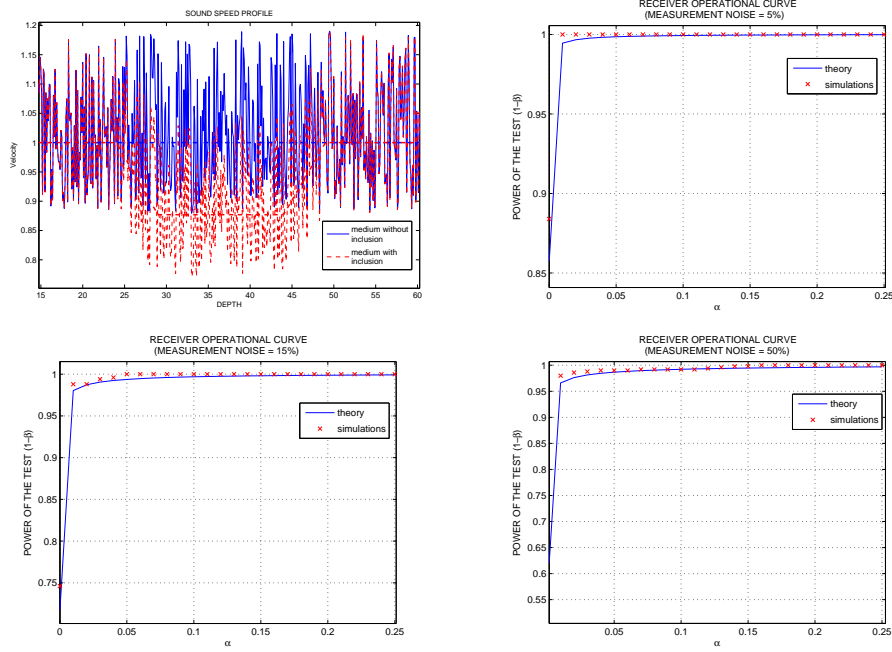 SOUND SPEED PROFILE
1.2
1.15
1.1
1.05
1
0.95
0.9
0.85
0.8
Velocity
medium without
inclusion
medium with
inclusion
15 20 25 30 35 40 45 50 55 60
DEPTH
RECEIVER OPERATIONAL CURVE
(MEASUREMENT NOISE = 5%)
1
0.95
0.9
0.85
POWER OF THE TEST (1−β)
theory
simulations
0 0.05 0.1 0.15 0.2 0.25
α
RECEIVER OPERATIONAL CURVE
(MEASUREMENT NOISE = 15%)
1
0.95
0.9
0.85
0.8
0.75
POWER OF THE TEST (1−β)
theory
simulations
0 0.05 0.1 0.15 0.2 0.25
α
RECEIVER OPERATIONAL CURVE
(MEASUREMENT NOISE = 50%)
1
0.95
0.9
0.85
0.8
0.75
0.7
0.65
0.6
0.55
POWER OF THE TEST (1−β)
theory
simulations
0.05 0.1 0.15 0.2 0.25
α